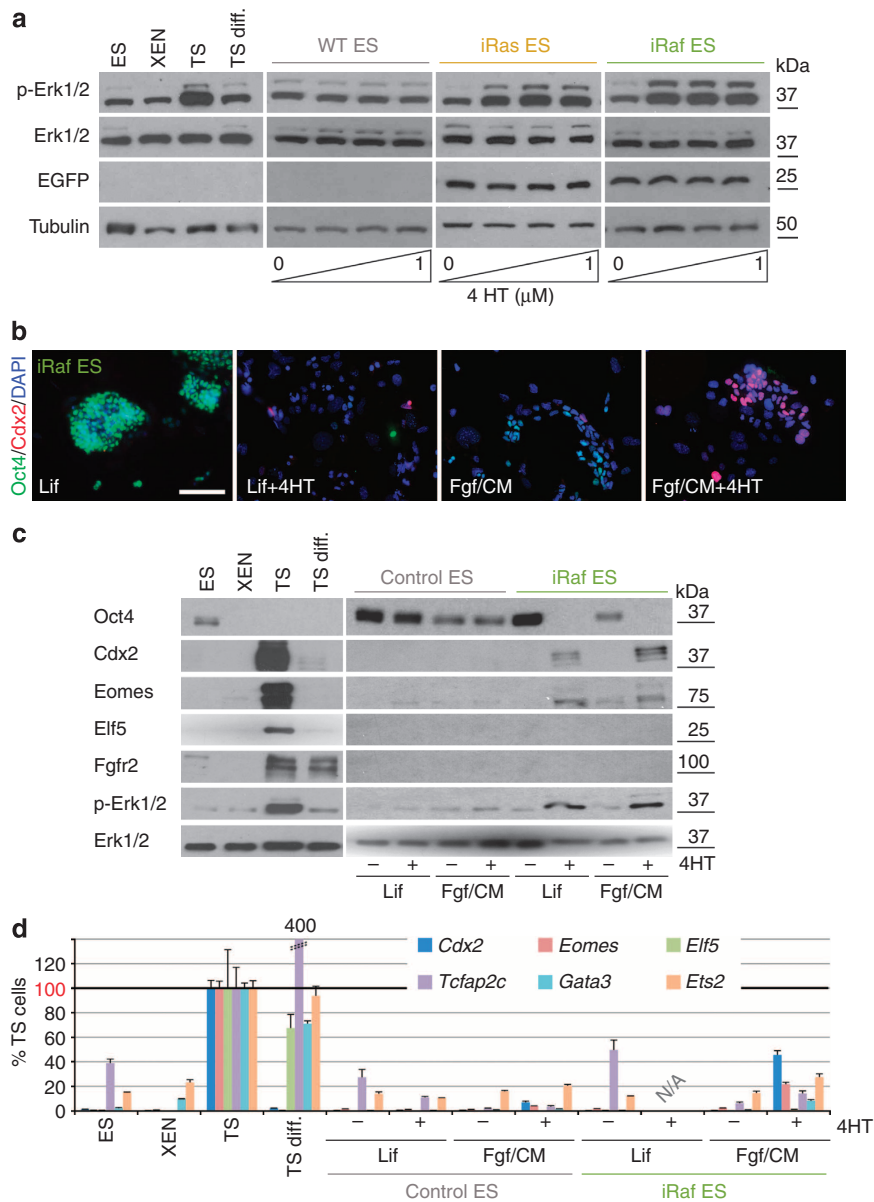 a
ES XEN TS TS diff. WT ES iRas ES iRaf ES kDa
p-Erk1/2 37
Erk1/2 37
EGFP 25
Tubulin 50
0 1 0 1 0 1
4 HT (μM)
b
Oct4/Cdx2/DAPI
iRaf ES
Lif Lif+4HT Fgf/CM Fgf/CM+4HT
c
ES XEN TS TS diff. Control ES iRaf ES kDa
Oct4 37
Cdx2 37
Eomes 75
Elf5 25
Fgfr2 100
p-Erk1/2 37
Erk1/2 37
– + – + – + – + 4HT
Lif Fgf/CM Lif Fgf/CM
d
400
Cdx2 Eomes Elf5
Tcfap2c Gata3 Ets2
% TS cells
120
100
80
60
40
20
0
N/A
ES XEN TS TS diff. – + – + – + – + 4HT
Lif Fgf/CM Lif Fgf/CM
Control ES iRaf ES